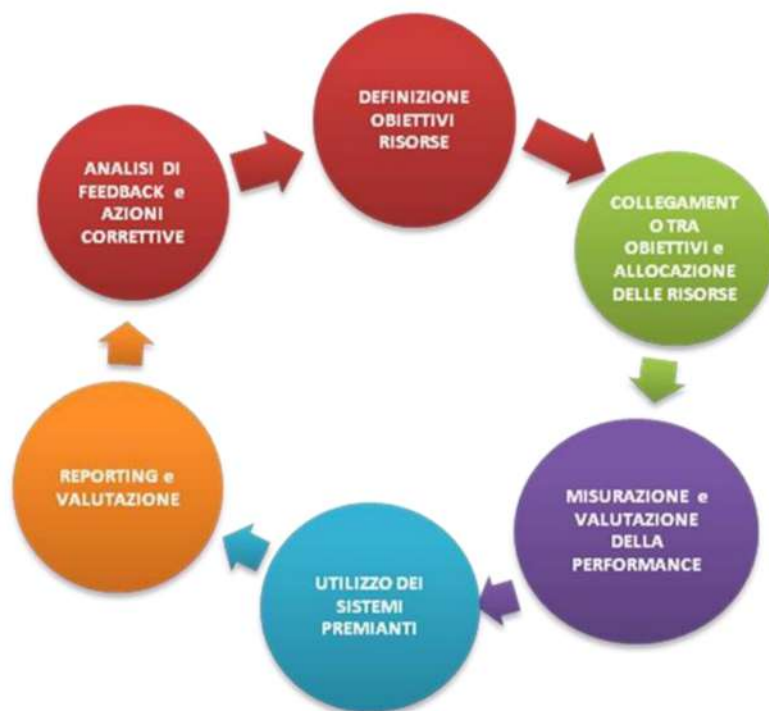 DEFINIZIONE
OBIETTIVI
RISORSE
COLLEGAMENT
O TRA
OBIETTIVI e
ALLOCAZIONE
DELLE RISORSE
MISURAZIONE e
VALUTAZIONE
DELLA
PERFORMANCE
UTILIZZO DEI
SISTEMI
PREMIANTI
REPORTING e
VALUTAZIONE
ANALISI DI
FEEDBACK e
AZIONI
CORRETTIVE